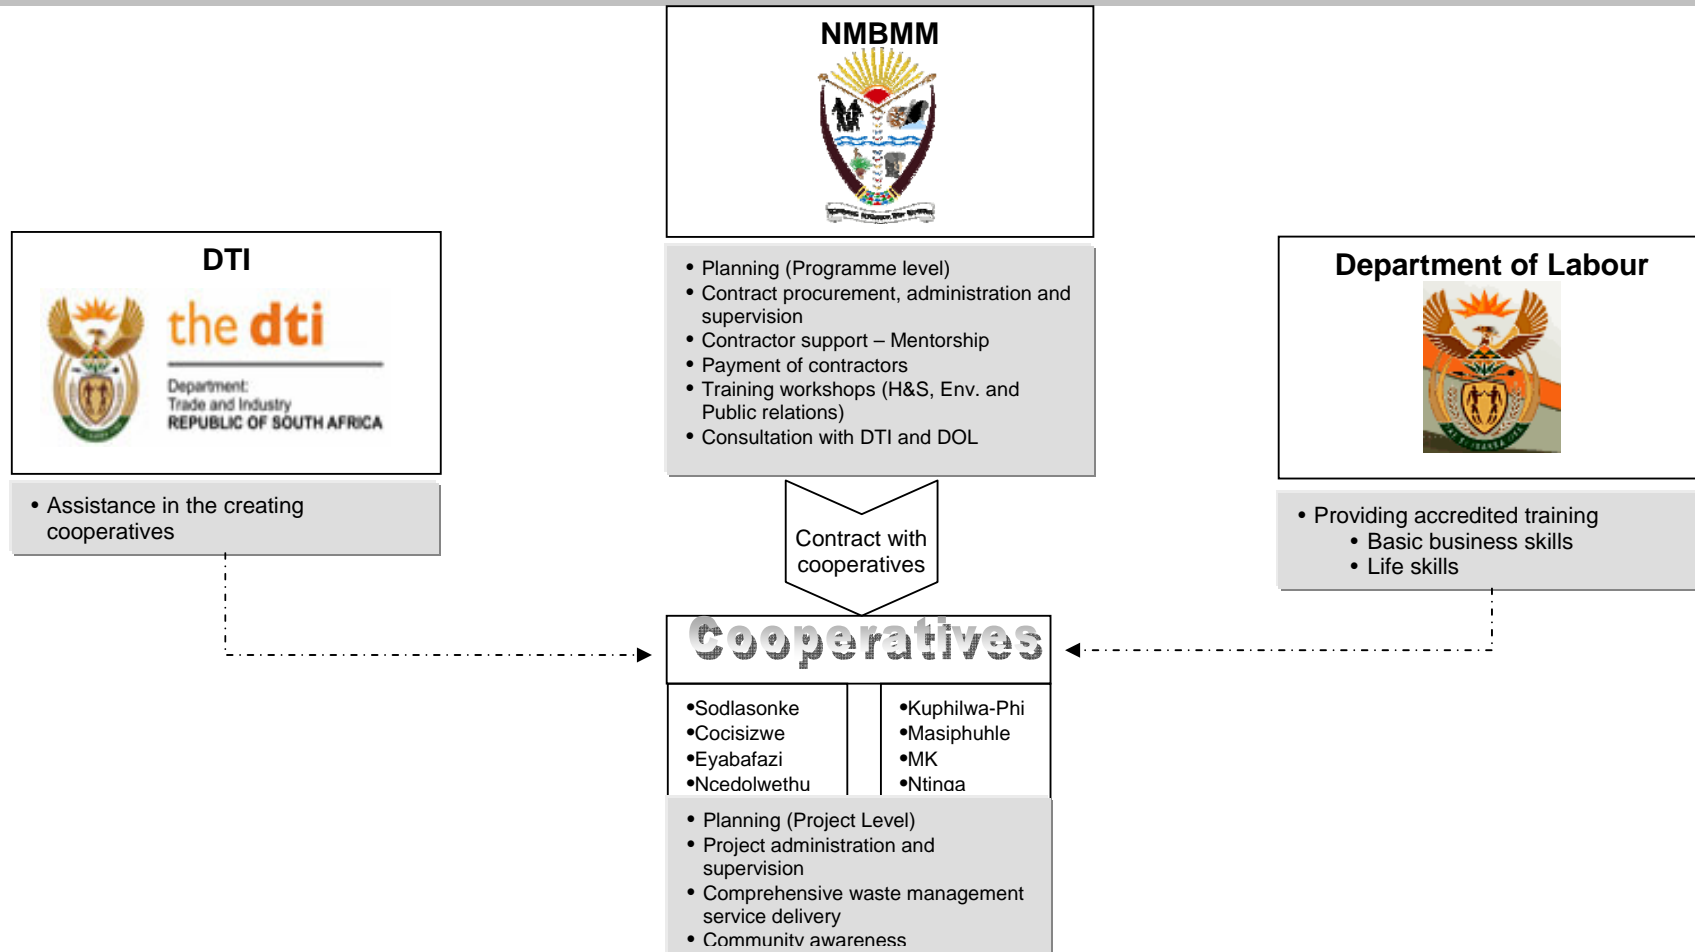 NMBMM
DTI
the dti
Department:
Trade and Industry
REPUBLIC OF SOUTH AFRICA
• Assistance in the creating
cooperatives
• Planning (Programme level)
• Contract procurement, administration and
supervision
• Contractor support – Mentorship
• Payment of contractors
• Training workshops (H&S, Env. and
Public relations)
• Consultation with DTI and DOL
Department of Labour
• Providing accredited training
• Basic business skills
• Life skills
Contract with
cooperatives
Cooperatives
•Sodlasonke
•Cocisizwe
•Eyabafazi
•Ncedolwethu
•Kuphilwa-Phi
•Masiphuhle
•MK
•Ntinga
• Planning (Project Level)
• Project administration and
supervision
• Comprehensive waste management
service delivery
• Community awareness